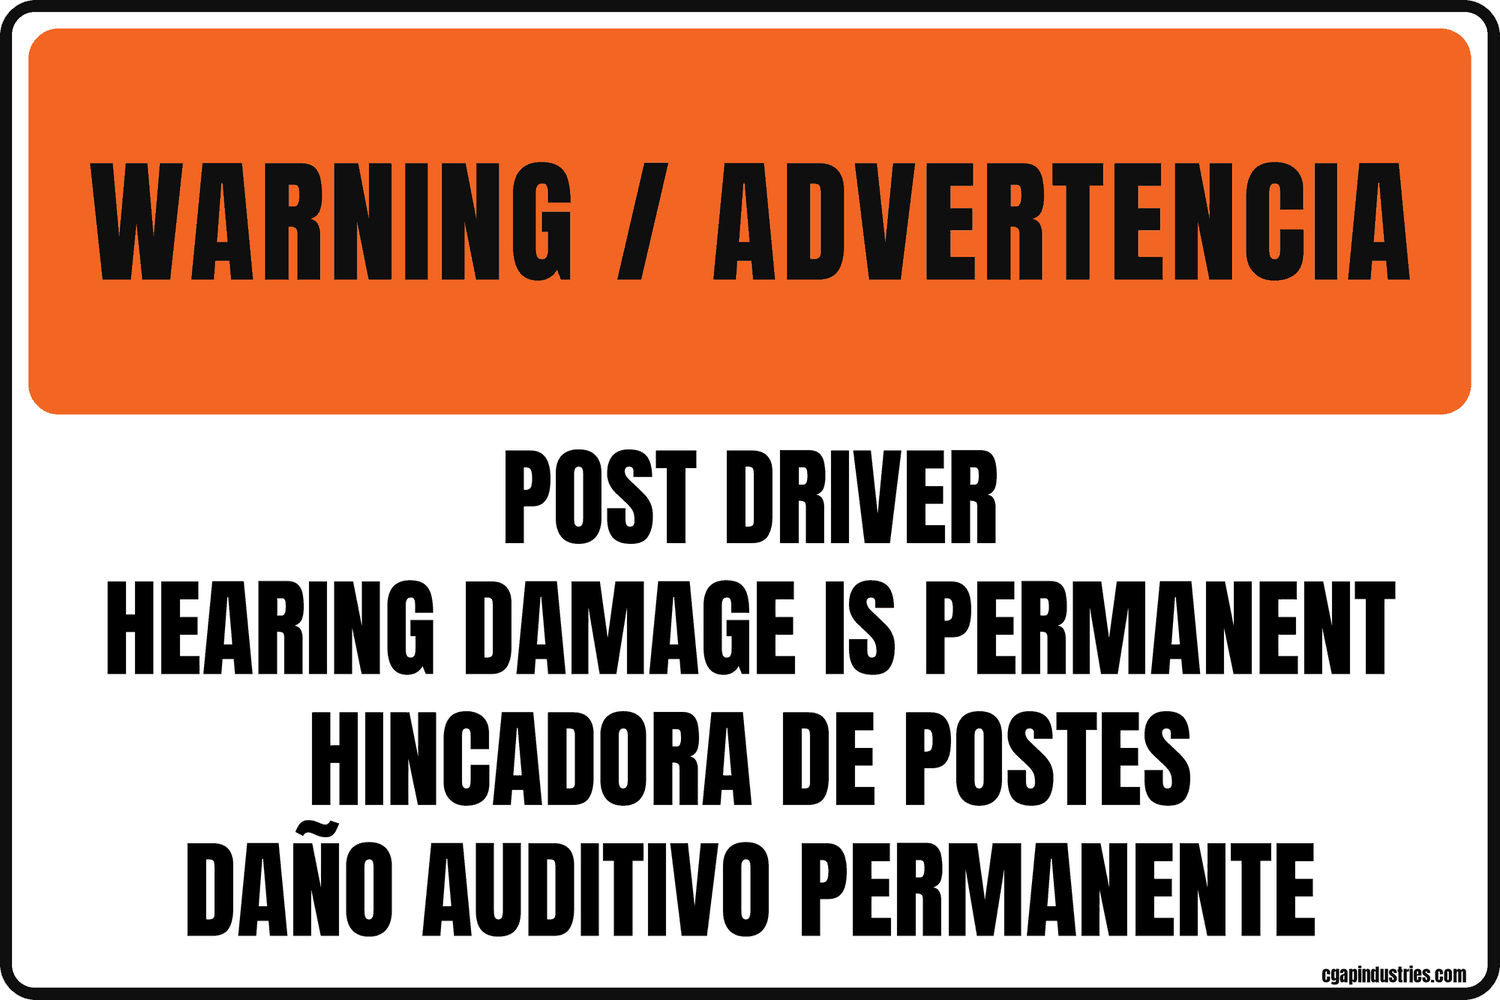 WARNING / ADVERTENCIA
POST DRIVER
HEARING DAMAGE IS PERMANENT
HINCADORA DE POSTES
DAÑO AUDITIVO PERMANENTE
cgapindustries.com